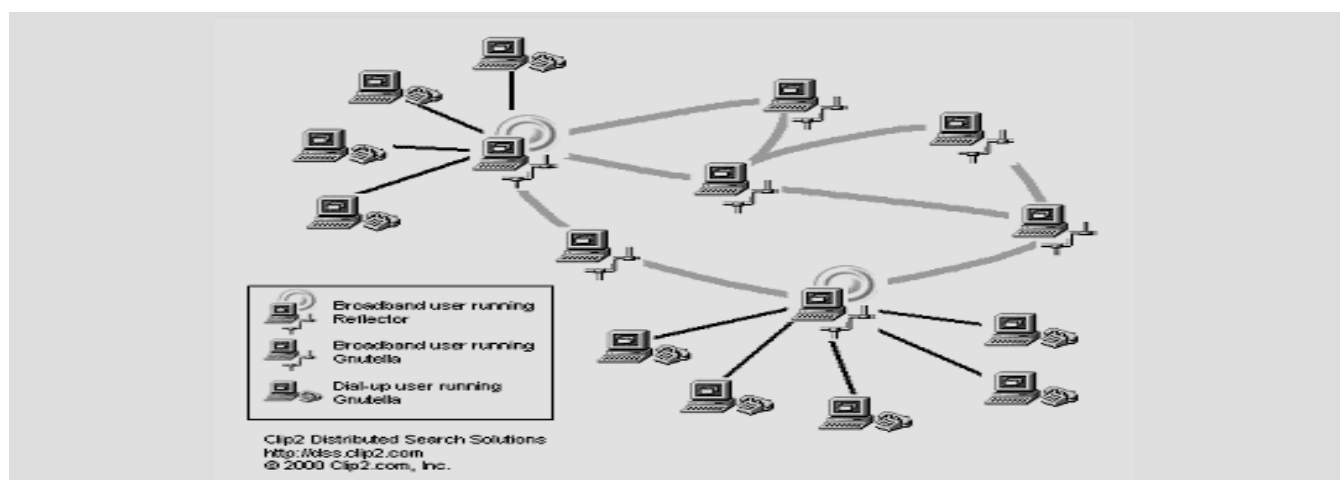 Broadband user running
Reflector
Broadband user running
Gnutella
Dial-up user running
Gnutella
Clip2 Distributed Search Solutions
http://dss.clip2.com
© 2000 Clip2.com, Inc.